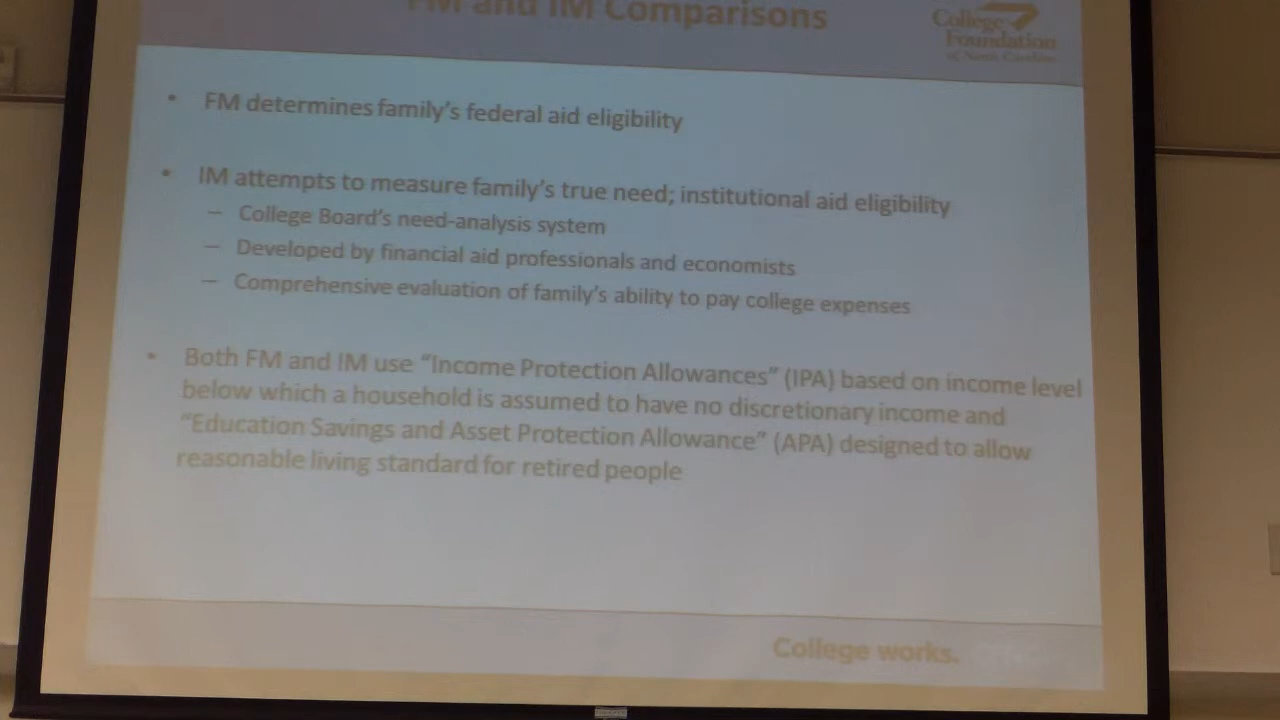 FM and IM Comparisons
College
Foundation
of North Carolina
• FM determines family's federal aid eligibility
• IM attempts to measure family's true need; institutional aid eligibility
– College Board's need-analysis system
– Developed by financial aid professionals and economists
– Comprehensive evaluation of family's ability to pay college expenses
• Both FM and IM use “Income Protection Allowances” (IPA) based on income level
below which a household is assumed to have no discretionary income and
“Education Savings and Asset Protection Allowance” (APA) designed to allow
reasonable living standard for retired people
College works.